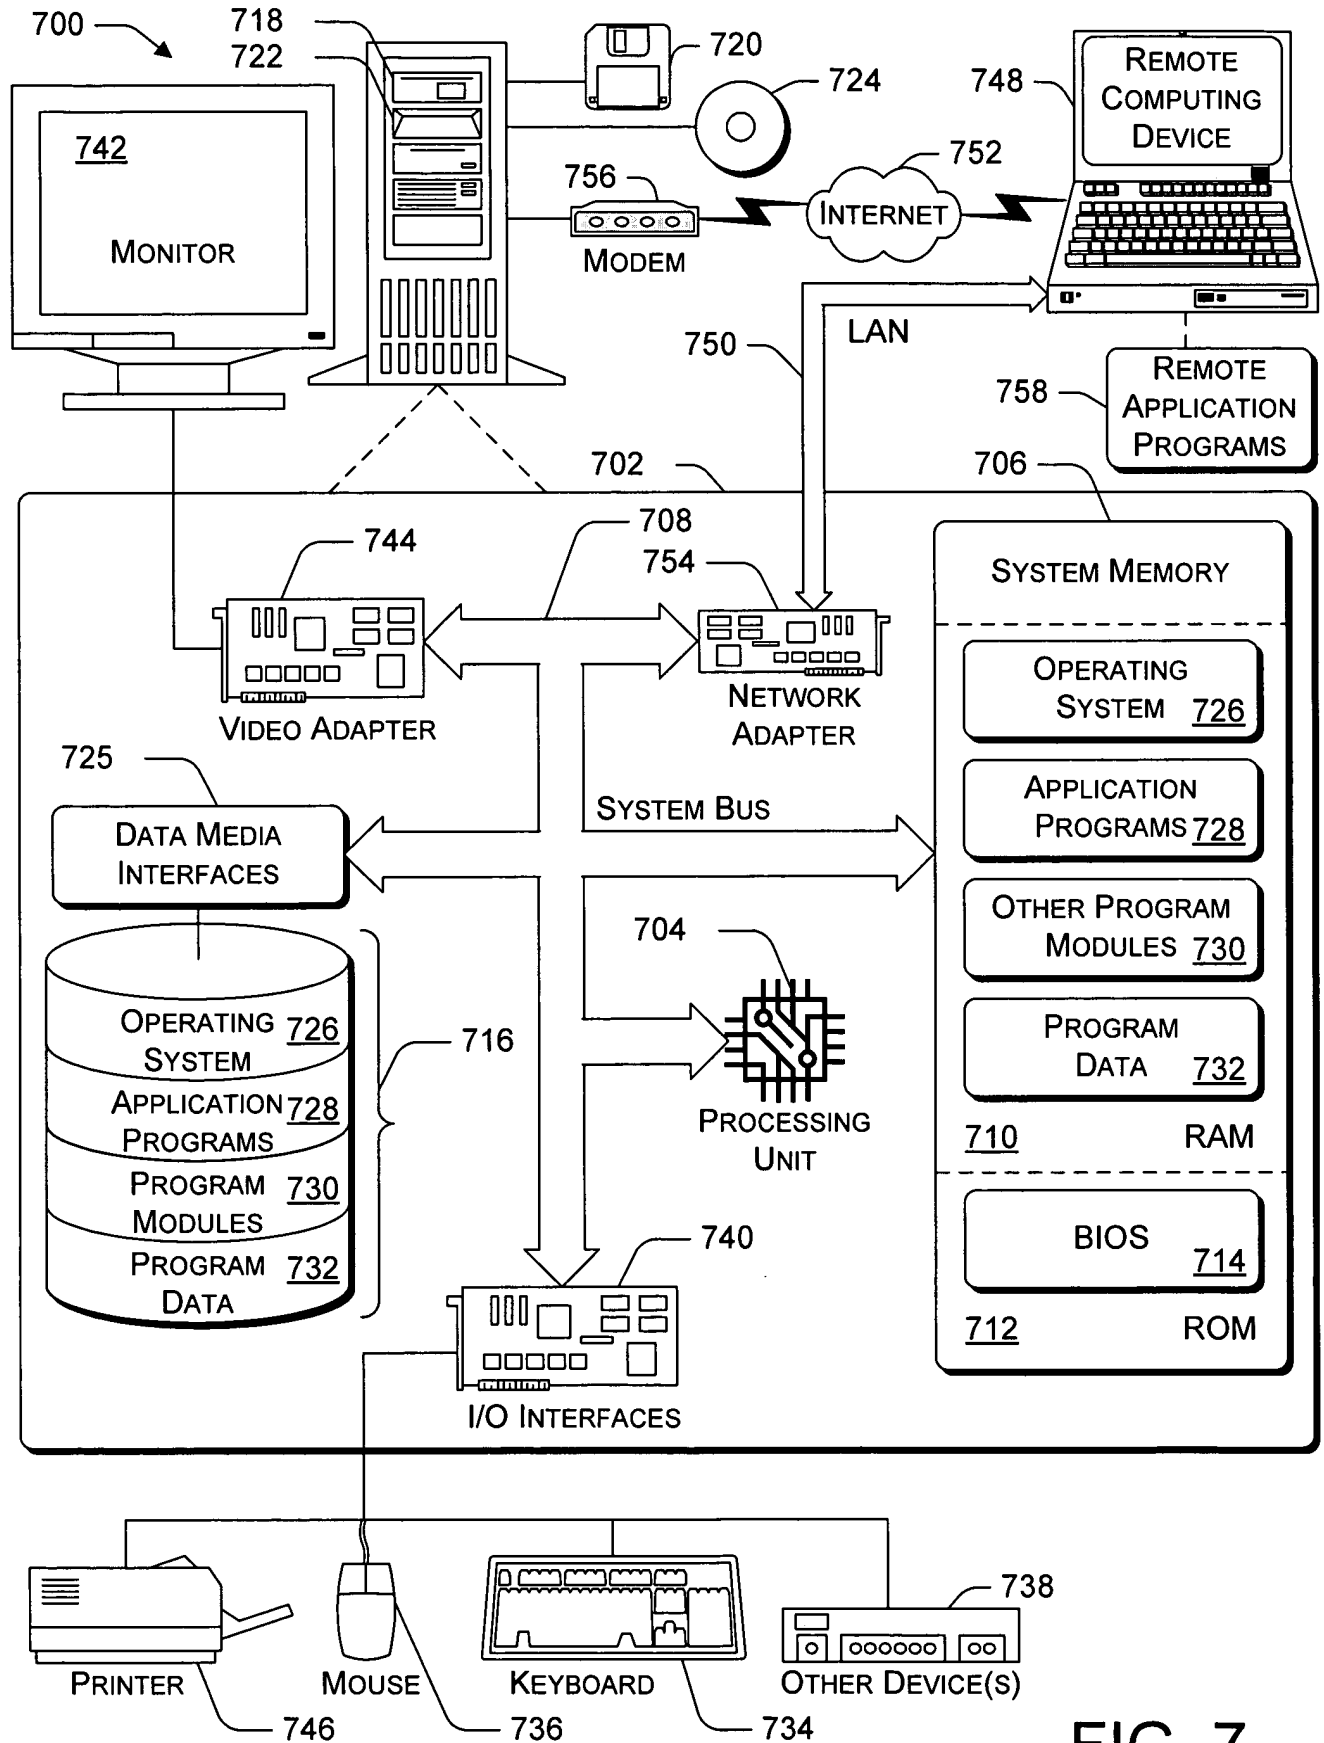 700
718
722
720
724
748
REMOTE
COMPUTING
DEVICE
742
MONITOR
756
MODEM
752
INTERNET
750
LAN
758
REMOTE
APPLICATION
PROGRAMS
702
706
708
744
754
VIDEO ADAPTER
NETWORK
ADAPTER
SYSTEM MEMORY
OPERATING
SYSTEM 726
APPLICATION
PROGRAMS 728
OTHER PROGRAM
MODULES 730
PROGRAM
DATA 732
710 RAM
BIOS
714
712 ROM
725
DATA MEDIA
INTERFACES
SYSTEM BUS
704
PROCESSING
UNIT
OPERATING
SYSTEM 726
716
APPLICATION
PROGRAMS 728
PROGRAM
MODULES 730
PROGRAM
DATA 732
740
I/O INTERFACES
PRINTER
746
MOUSE
736
KEYBOARD
734
738
OTHER DEVICE(S)
FIG. 7